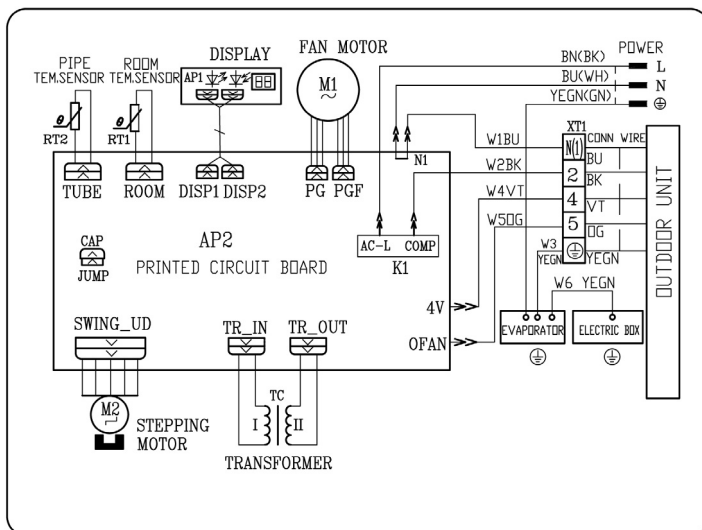 PIPE
TEM.SENSOR
ROOM
TEM.SENSOR
DISPLAY
AP1
FAN MOTOR
M1
~
BN(BK)
BU(WH)
YEGN(GN)
POWER
L
N
θ
RT2
θ
RT1
TUBE
ROOM
DISP1
DISP2
PG
PGF
N1
W1BU
W2BK
W4VT
W5OG
W3
YEGN
XT1
N(1)
2
4
5
CONN WIRE
BU
BK
VT
OG
YEGN
OUTDOOR UNIT
AP2
PRINTED CIRCUIT BOARD
CAP
JUMP
AC-L
COMP
K1
W6 YEGN
EVAPORATOR
ELECTRIC BOX
4V
OFAN
SWING_UD
TR_IN
TR_OUT
M2
STEPPING
MOTOR
TC
I
II
TRANSFORMER